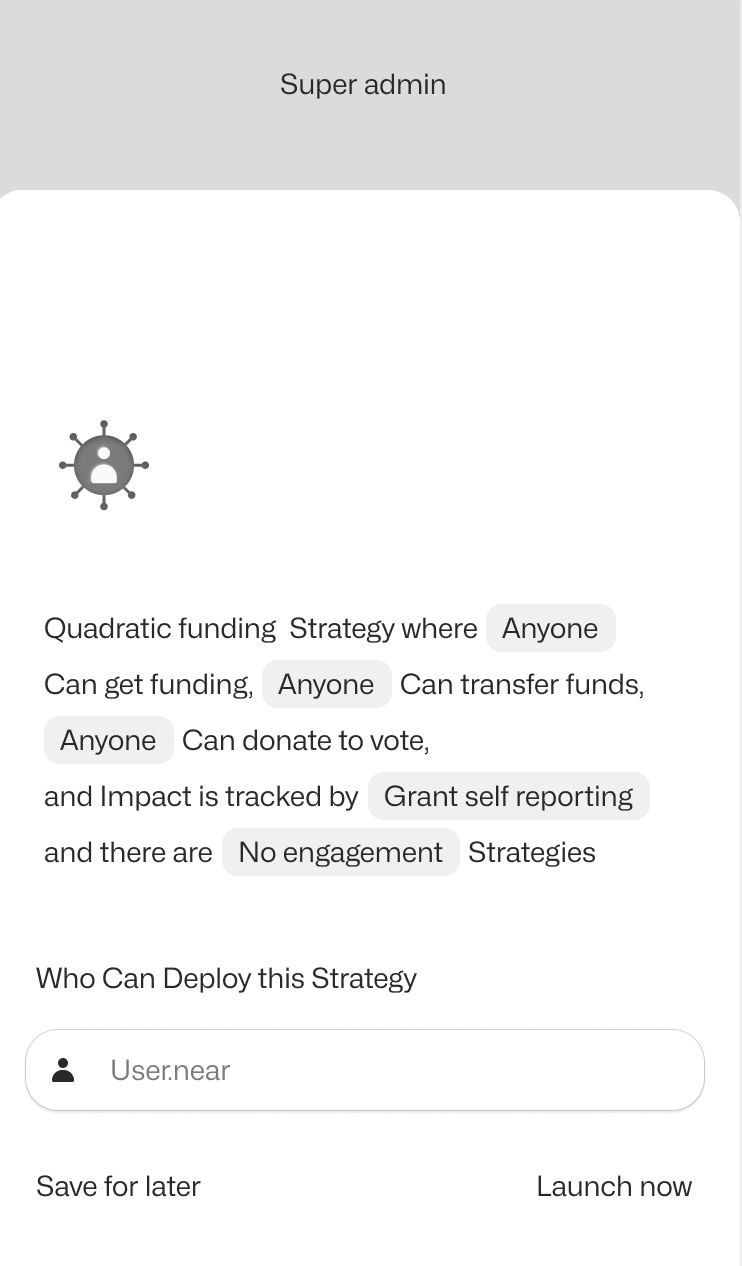 Super admin
Quadratic funding Strategy where Anyone
Can get funding, Anyone Can transfer funds,
Anyone Can donate to vote,
and Impact is tracked by Grant self reporting
and there are No engagement Strategies
Who Can Deploy this Strategy
User.near
Save for later Launch now